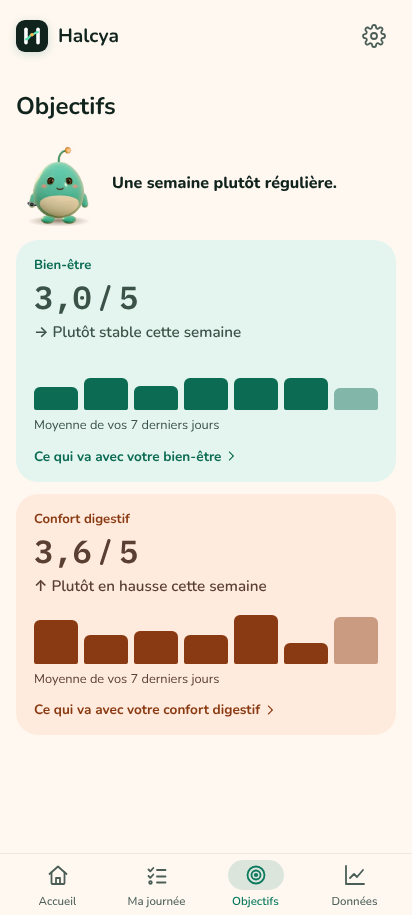 Halcya
Objectifs
Une semaine plutôt régulière.
Bien-être
3,0 / 5
→ Plutôt stable cette semaine
Moyenne de vos 7 derniers jours
Ce qui va avec votre bien-être >
Confort digestif
3,6 / 5
↑ Plutôt en hausse cette semaine
Moyenne de vos 7 derniers jours
Ce qui va avec votre confort digestif >
Accueil
Ma journée
Objectifs
Données